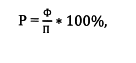 Р = Ф/П * 100%,